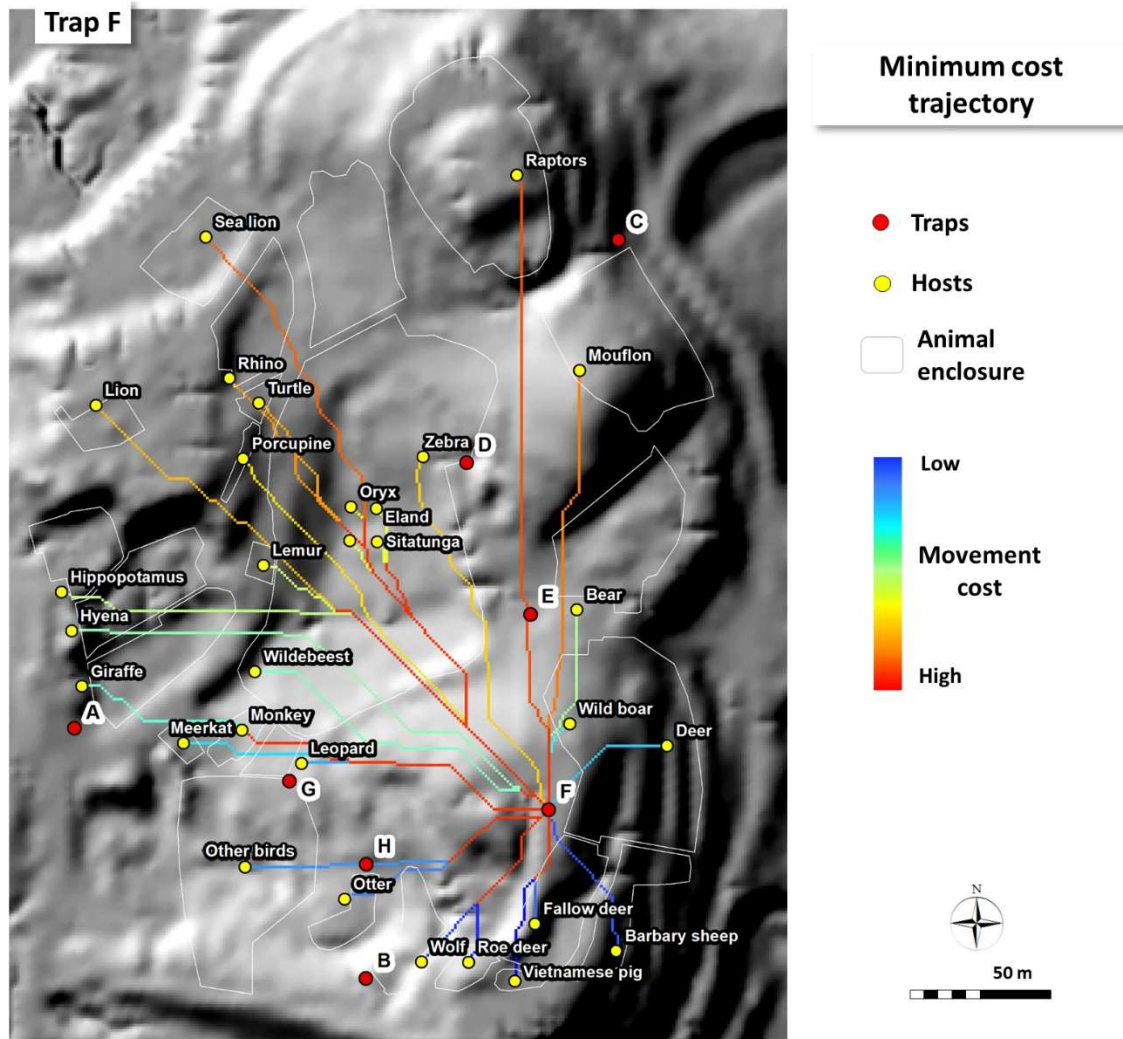 Trap F
Raptors
C
Sea lion
Mouflon
Rhino
Turtle
Lion
Zebra
D
Porcupine
Oryx
Eland
Sitatunga
Lemur
Hippopotamus
Hyena
E
Bear
Wildebeest
Giraffe
A
Monkey
Meerkat
Leopard
Wild boar
Deer
G
F
Other birds
H
Otter
Fallow deer
Wolf
Roe deer
Barbary sheep
B
Vietnamese pig
Minimum cost
trajectory
Traps
Hosts
Animal
enclosure
Low
Movement
cost
High
N
50 m